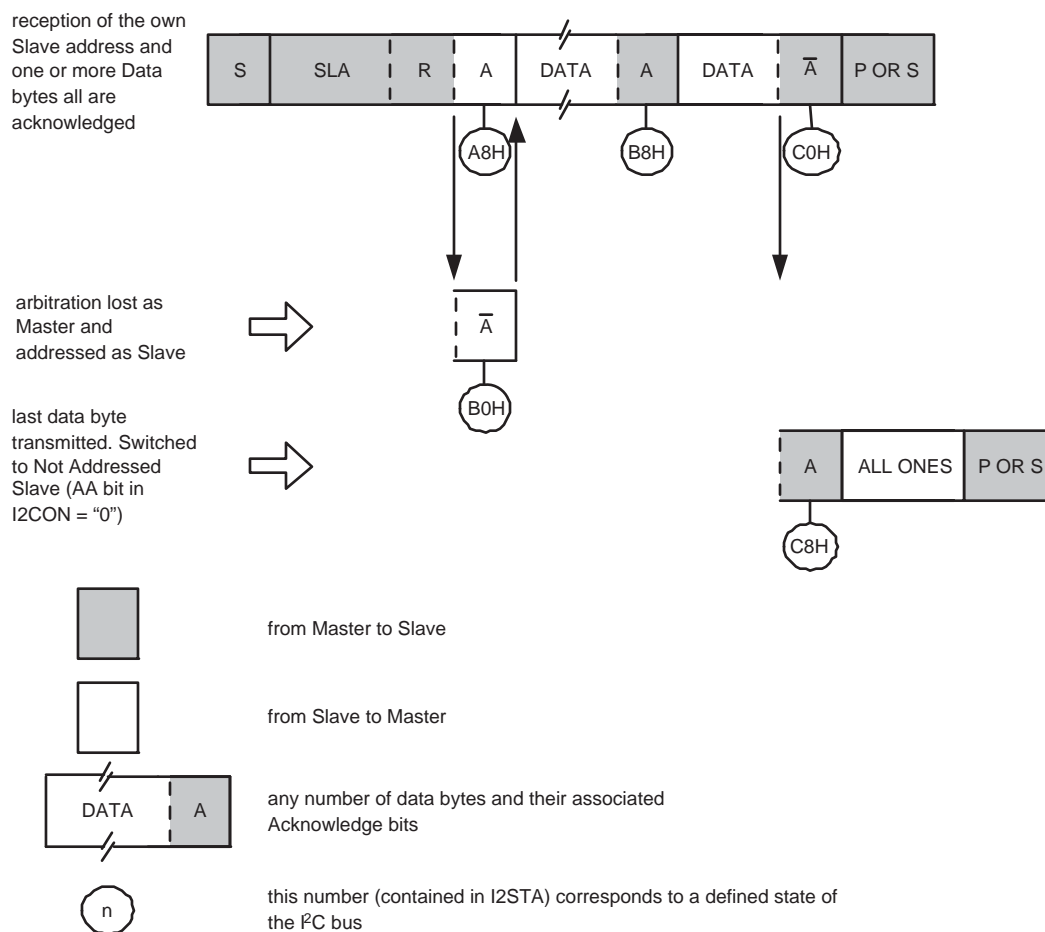 reception of the own
Slave address and
one or more Data
bytes all are
acknowledged
S SLA R A DATA A DATA A̅ P OR S
A8H B8H C0H
arbitration lost as
Master and
addressed as Slave
A̅
B0H
last data byte
transmitted. Switched
to Not Addressed
Slave (AA bit in
I2CON = “0”)
A ALL ONES P OR S
C8H
from Master to Slave
from Slave to Master
DATA A
any number of data bytes and their associated
Acknowledge bits
n
this number (contained in I2STA) corresponds to a defined state of
the I²C bus